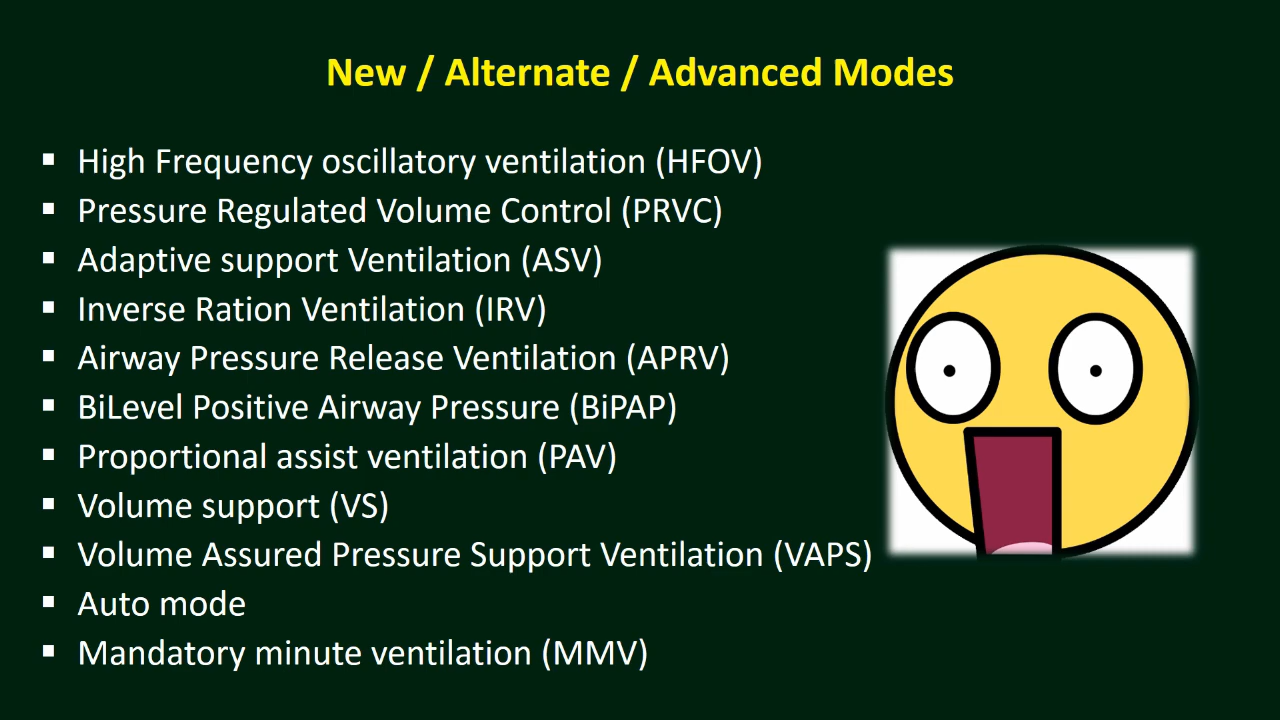 New / Alternate / Advanced Modes
▪ High Frequency oscillatory ventilation (HFOV)
▪ Pressure Regulated Volume Control (PRVC)
▪ Adaptive support Ventilation (ASV)
▪ Inverse Ration Ventilation (IRV)
▪ Airway Pressure Release Ventilation (APRV)
▪ BiLevel Positive Airway Pressure (BiPAP)
▪ Proportional assist ventilation (PAV)
▪ Volume support (VS)
▪ Volume Assured Pressure Support Ventilation (VAPS)
▪ Auto mode
▪ Mandatory minute ventilation (MMV)